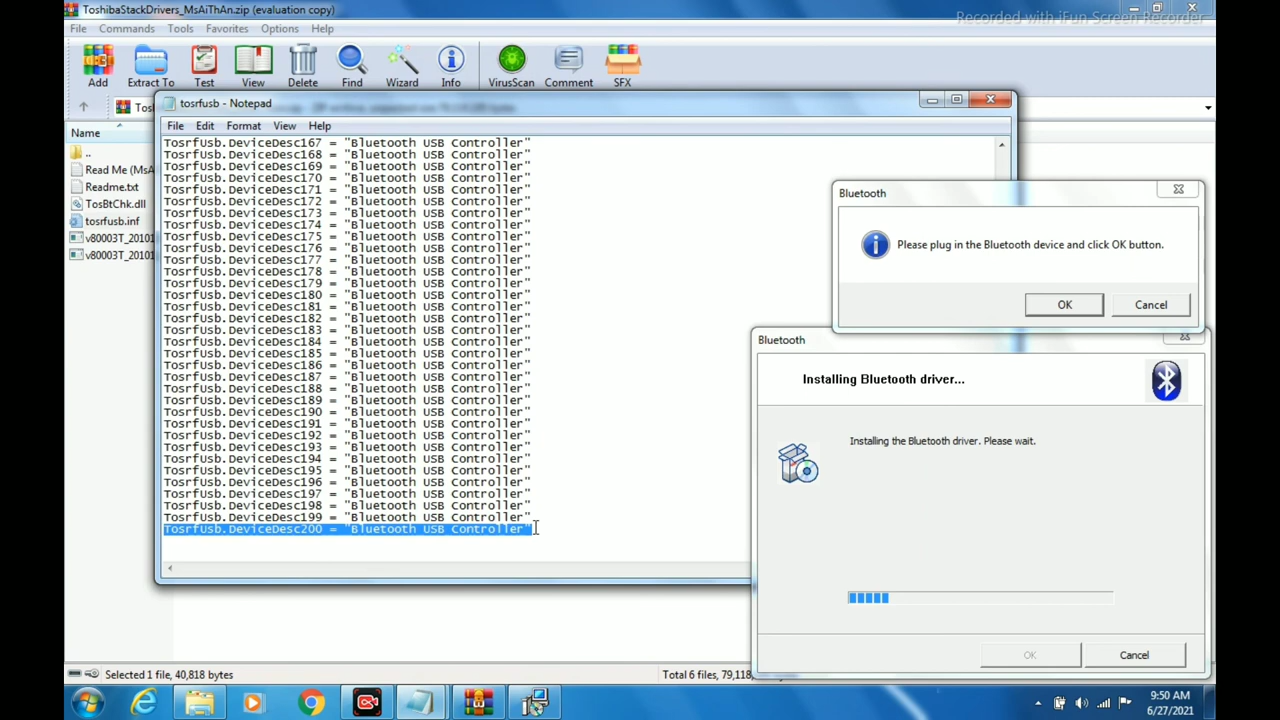 ToshibaStackDrivers_MsAiThAn.zip (evaluation copy)
Recorded with iFun Screen Recorder
File Commands Tools Favorites Options Help
Add Extract To Test View Delete Find Wizard Info VirusScan Comment SFX
tosrfusb - Notepad
Name
File Edit Format View Help
..
Read Me (MsA
Readme.txt
TosBtChk.dll
tosrfusb.inf
v80003T_20101
v80003T_20101
TosrfUsb.DeviceDesc167 = "Bluetooth USB Controller"
TosrfUsb.DeviceDesc168 = "Bluetooth USB Controller"
TosrfUsb.DeviceDesc169 = "Bluetooth USB Controller"
TosrfUsb.DeviceDesc170 = "Bluetooth USB Controller"
TosrfUsb.DeviceDesc171 = "Bluetooth USB Controller"
TosrfUsb.DeviceDesc172 = "Bluetooth USB Controller"
TosrfUsb.DeviceDesc173 = "Bluetooth USB Controller"
TosrfUsb.DeviceDesc174 = "Bluetooth USB Controller"
TosrfUsb.DeviceDesc175 = "Bluetooth USB Controller"
TosrfUsb.DeviceDesc176 = "Bluetooth USB Controller"
TosrfUsb.DeviceDesc177 = "Bluetooth USB Controller"
TosrfUsb.DeviceDesc178 = "Bluetooth USB Controller"
TosrfUsb.DeviceDesc179 = "Bluetooth USB Controller"
TosrfUsb.DeviceDesc180 = "Bluetooth USB Controller"
TosrfUsb.DeviceDesc181 = "Bluetooth USB Controller"
TosrfUsb.DeviceDesc182 = "Bluetooth USB Controller"
TosrfUsb.DeviceDesc183 = "Bluetooth USB Controller"
TosrfUsb.DeviceDesc184 = "Bluetooth USB Controller"
TosrfUsb.DeviceDesc185 = "Bluetooth USB Controller"
TosrfUsb.DeviceDesc186 = "Bluetooth USB Controller"
TosrfUsb.DeviceDesc187 = "Bluetooth USB Controller"
TosrfUsb.DeviceDesc188 = "Bluetooth USB Controller"
TosrfUsb.DeviceDesc189 = "Bluetooth USB Controller"
TosrfUsb.DeviceDesc190 = "Bluetooth USB Controller"
TosrfUsb.DeviceDesc191 = "Bluetooth USB Controller"
TosrfUsb.DeviceDesc192 = "Bluetooth USB Controller"
TosrfUsb.DeviceDesc193 = "Bluetooth USB Controller"
TosrfUsb.DeviceDesc194 = "Bluetooth USB Controller"
TosrfUsb.DeviceDesc195 = "Bluetooth USB Controller"
TosrfUsb.DeviceDesc196 = "Bluetooth USB Controller"
TosrfUsb.DeviceDesc197 = "Bluetooth USB Controller"
TosrfUsb.DeviceDesc198 = "Bluetooth USB Controller"
TosrfUsb.DeviceDesc199 = "Bluetooth USB Controller"
TosrfUsb.DeviceDesc200 = "Bluetooth USB Controller"
Bluetooth
Please plug in the Bluetooth device and click OK button.
OK Cancel
Bluetooth
Installing Bluetooth driver...
Installing the Bluetooth driver. Please wait.
OK Cancel
Selected 1 file, 40,818 bytes
Total 6 files, 79,118,
9:50 AM
6/27/2021